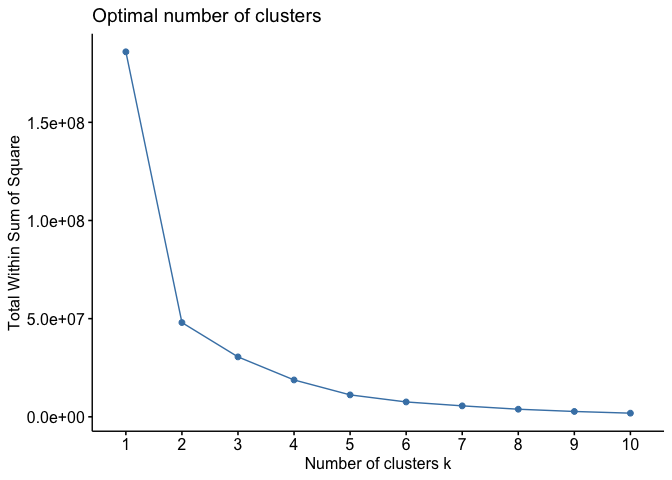 Optimal number of clusters
Total Within Sum of Square
1.5e+08
1.0e+08
5.0e+07
0.0e+00
1 2 3 4 5 6 7 8 9 10
Number of clusters k